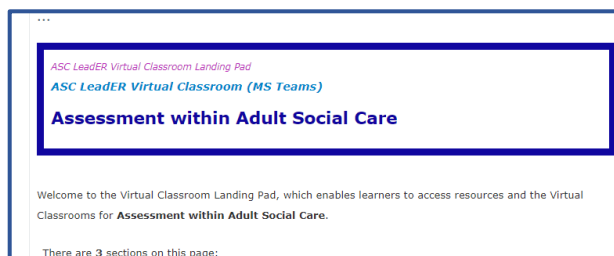 ...
ASC LeadER Virtual Classroom Landing Pad
ASC LeadER Virtual Classroom (MS Teams)
Assessment within Adult Social Care
Welcome to the Virtual Classroom Landing Pad, which enables learners to access resources and the Virtual
Classrooms for Assessment within Adult Social Care.
There are 3 sections on this page: